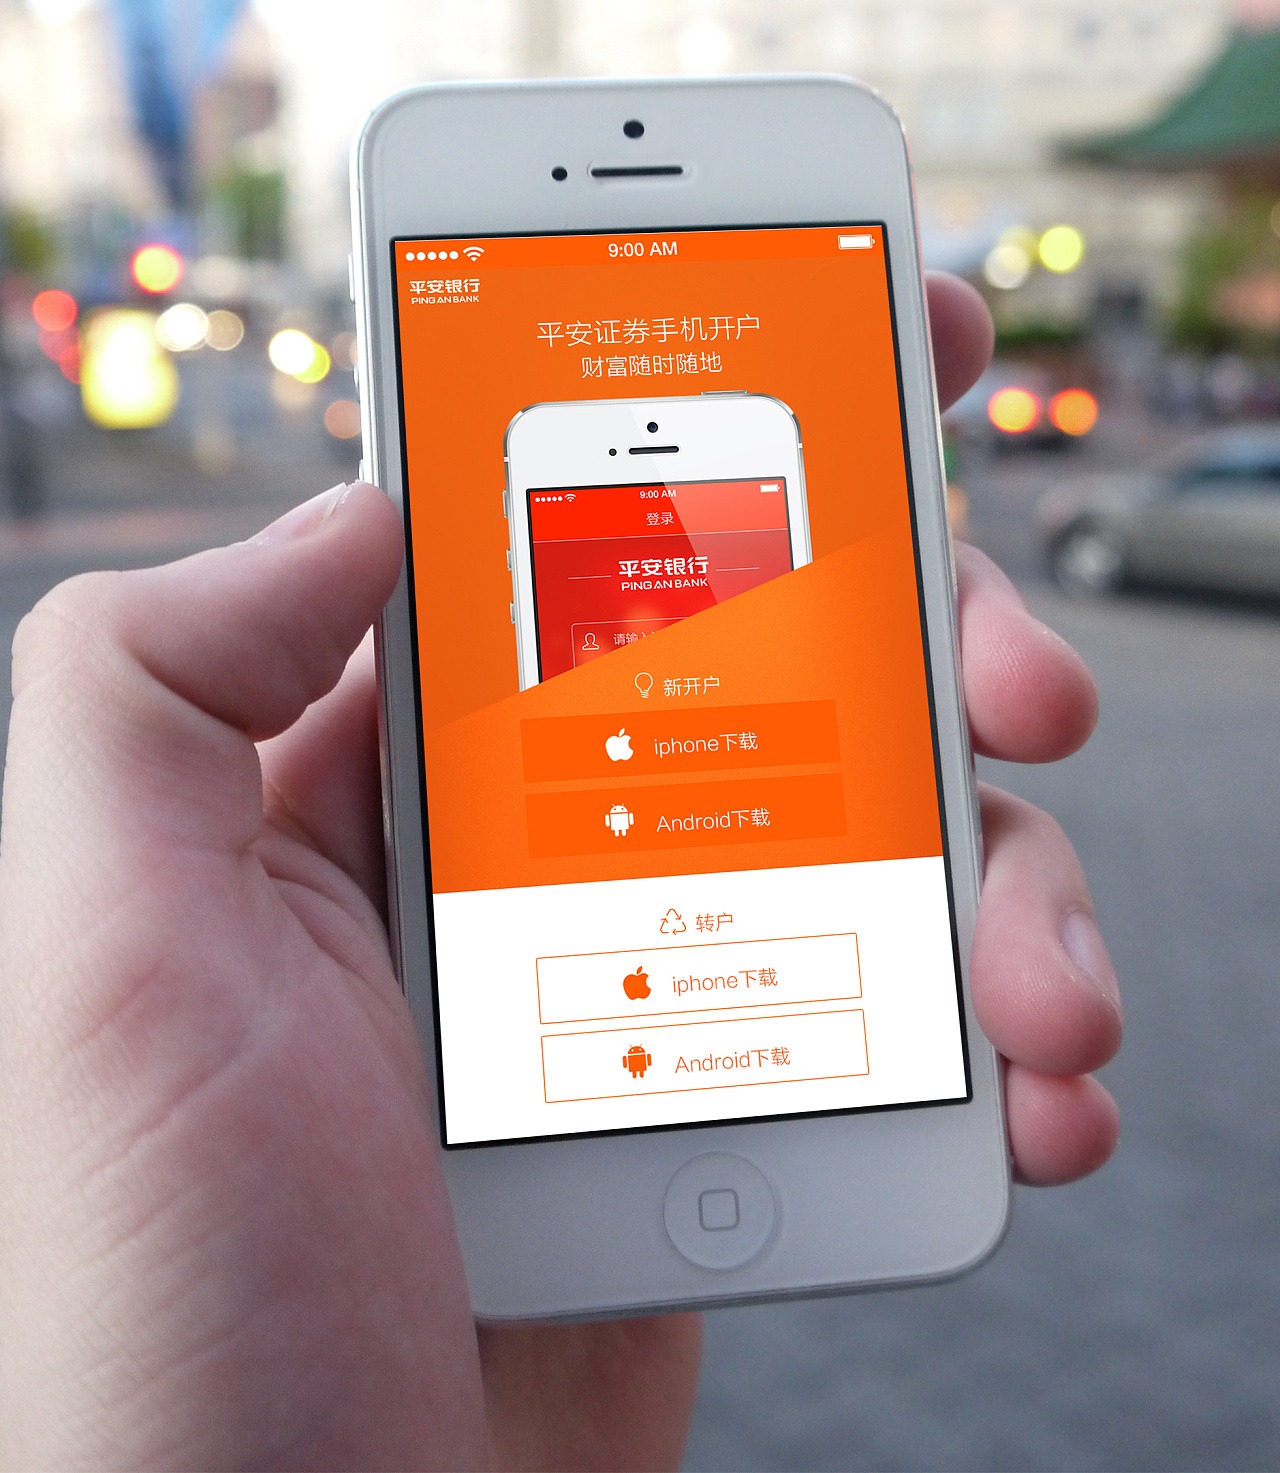 9:00 AM
平安银行
PING AN BANK
平安证券手机开户
财富随时随地
9:00 AM
登录
平安银行
PING AN BANK
请输入
新开户
iphone下载
Android下载
转户
iphone下载
Android下载